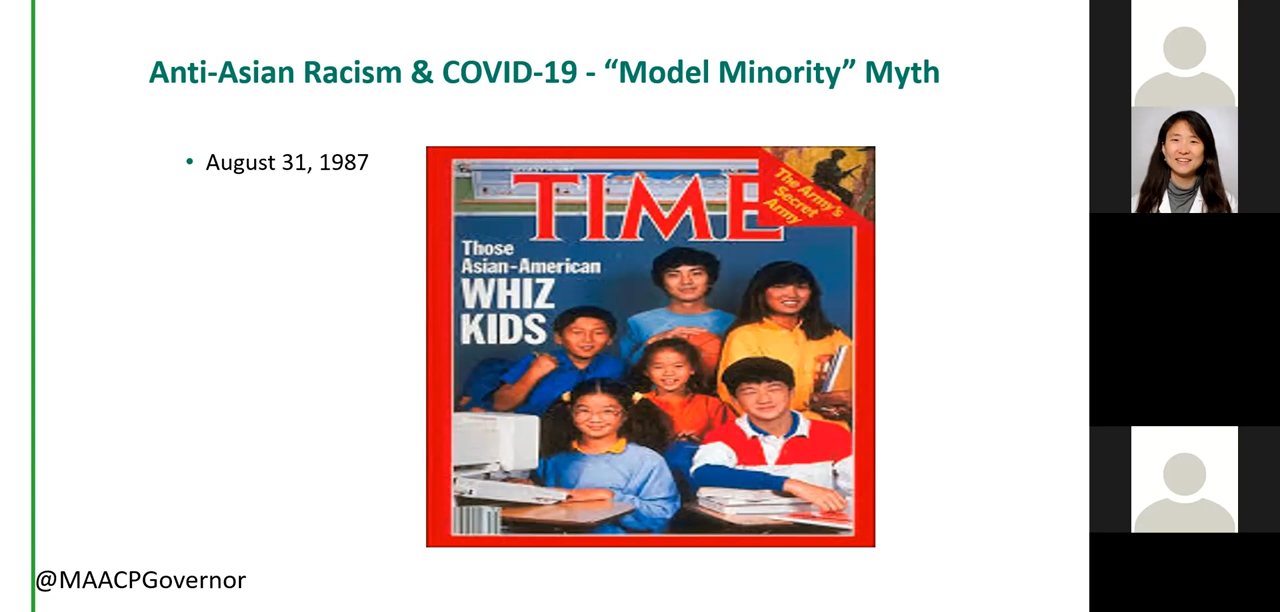 Anti-Asian Racism & COVID-19 - “Model Minority” Myth
• August 31, 1987
TIME
The Army's
Secret
Army
Those
Asian-American
WHIZ
KIDS
@MAACPGovernor